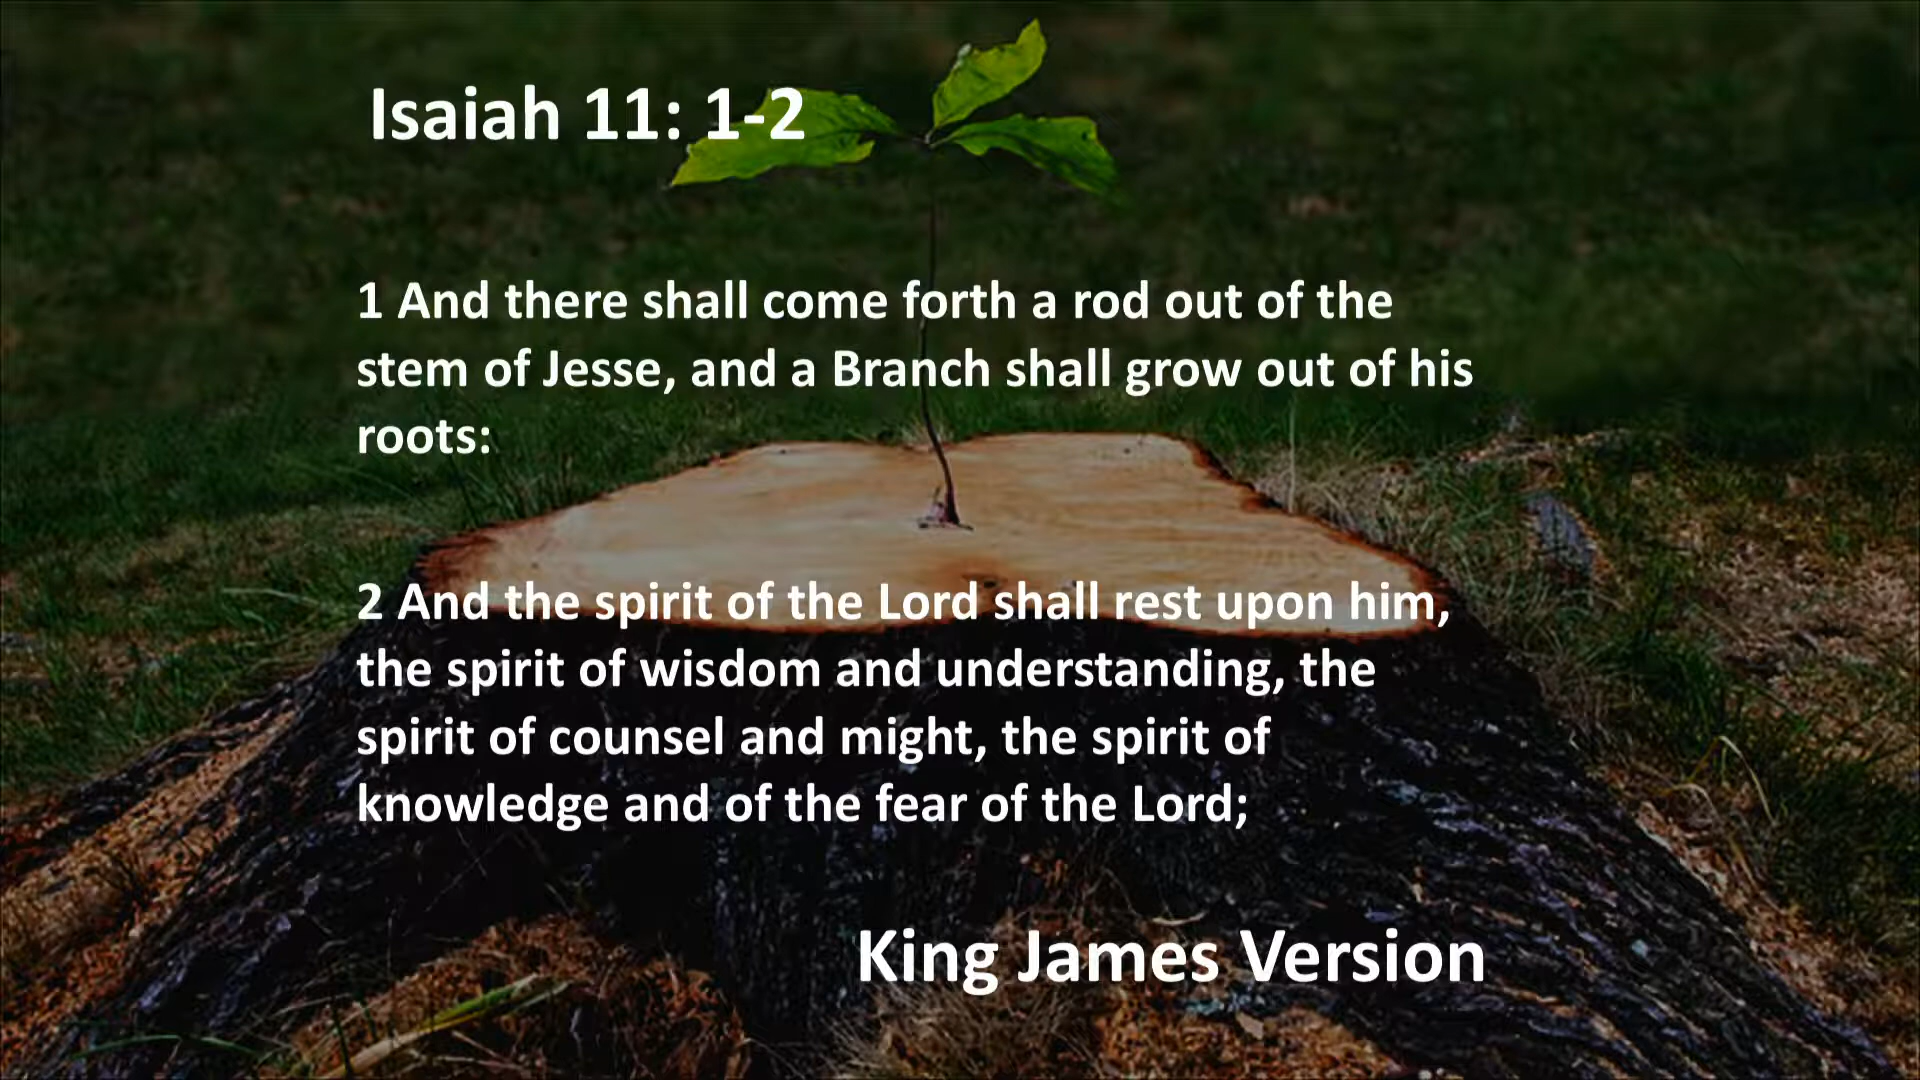 Isaiah 11: 1-2
1 And there shall come forth a rod out of the
stem of Jesse, and a Branch shall grow out of his
roots:
2 And the spirit of the Lord shall rest upon him,
the spirit of wisdom and understanding, the
spirit of counsel and might, the spirit of
knowledge and of the fear of the Lord;
King James Version